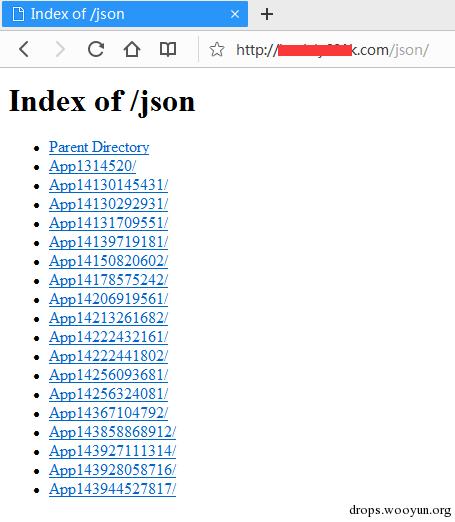 Index of /json
http://
.com/json/
Index of /json
Parent Directory
App1314520/
App14130145431/
App14130292931/
App14131709551/
App14139719181/
App14150820602/
App14178575242/
App14206919561/
App14213261682/
App14222432161/
App14222441802/
App14256093681/
App14256324081/
App14367104792/
App143858868912/
App143927111314/
App143928058716/
App143944527817/
drops.wooyun.org